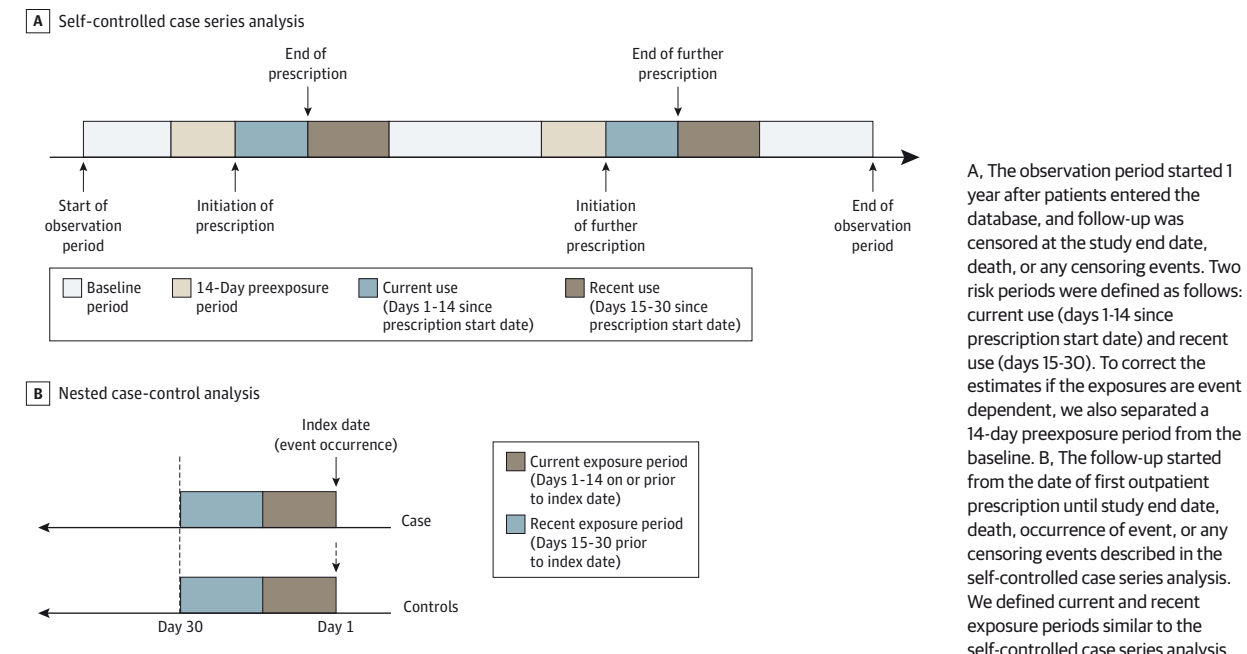 A Self-controlled case series analysis
End of
prescription
End of further
prescription
Start of
observation
period
Initiation of
prescription
Initiation
of further
prescription
End of
observation
period
Baseline
period
14-Day preexposure
period
Current use
(Days 1-14 since
prescription start date)
Recent use
(Days 15-30 since
prescription start date)
B Nested case-control analysis
Index date
(event occurrence)
Case
Controls
Day 30
Day 1
Current exposure period
(Days 1-14 on or prior
to index date)
Recent exposure period
(Days 15-30 prior
to index date)
A, The observation period started 1
year after patients entered the
database, and follow-up was
censored at the study end date,
death, or any censoring events. Two
risk periods were defined as follows:
current use (days 1-14 since
prescription start date) and recent
use (days 15-30). To correct the
estimates if the exposures are event
dependent, we also separated a
14-day preexposure period from the
baseline. B, The follow-up started
from the date of first outpatient
prescription until study end date,
death, occurrence of event, or any
censoring events described in the
self-controlled case series analysis.
We defined current and recent
exposure periods similar to the
self-controlled case series analysis